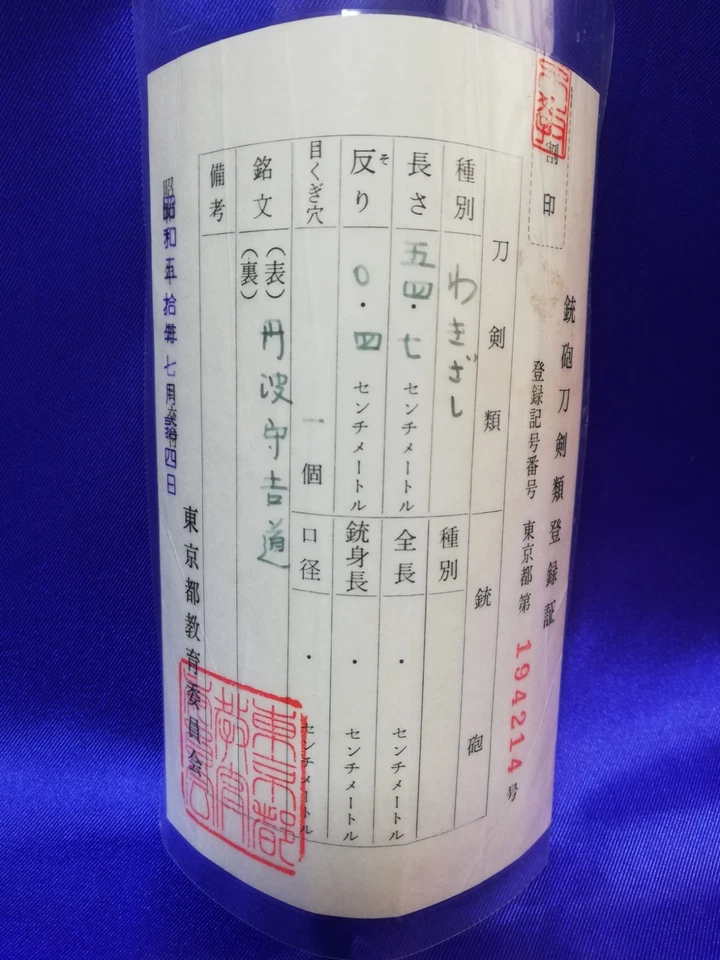 銃砲刀剣類登録証
割印
登録記号番号 東京都第 194214 号
刀剣類
銃砲
種別 わきざし
種別
長さ 五四・七 センチメートル
全長 ・ センチメートル
反り 〇・四 センチメートル
そ
銃身長 ・ センチメートル
目くぎ穴 一個
口径 ・ センチメートル
銘文 (表) 丹波守吉道
(裏)
備考
昭和五拾年七月 四日
東京都教育委員会